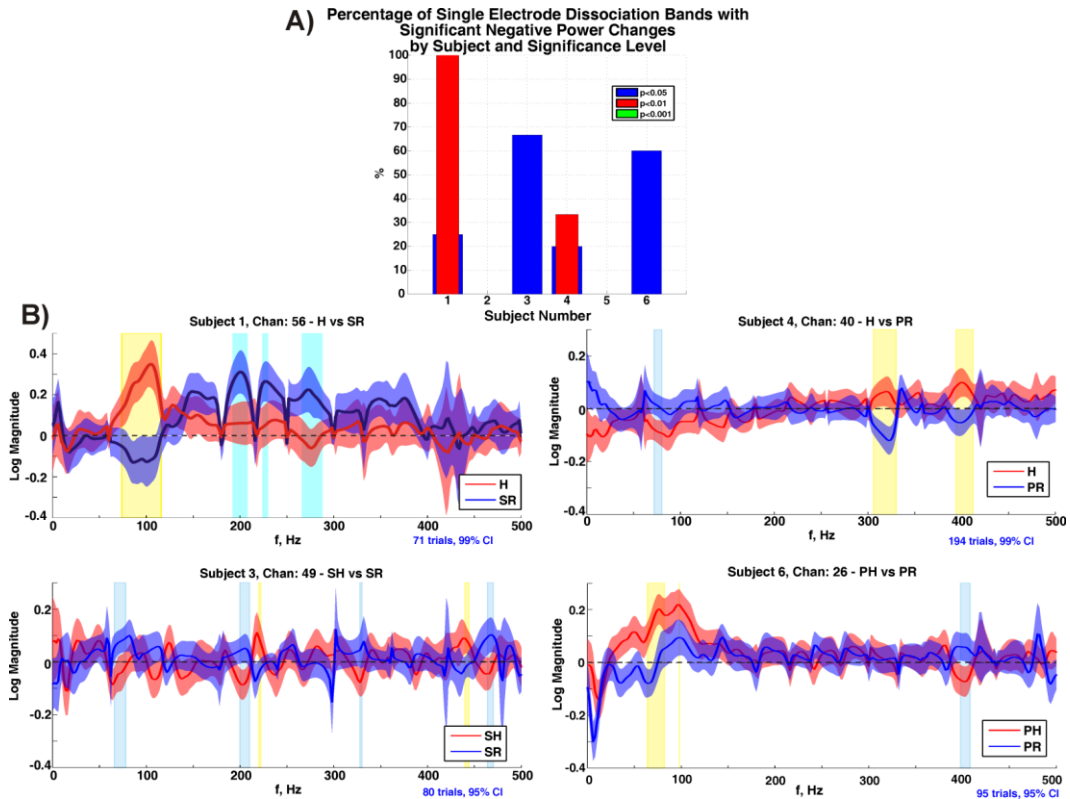 A)
Percentage of Single Electrode Dissociation Bands with
Significant Negative Power Changes
by Subject and Significance Level
100
90
80
70
60
50
40
30
20
10
0
%
p<0.05
p<0.01
p<0.001
1 2 3 4 5 6
Subject Number
B)
Subject 1, Chan: 56 - H vs SR
0.4
0.2
0
-0.2
-0.4
Log Magnitude
H
SR
0 100 200 300 400 500
f, Hz
71 trials, 99% CI
Subject 4, Chan: 40 - H vs PR
0.2
0
-0.2
-0.4
Log Magnitude
H
PR
0 100 200 300 400 500
f, Hz
194 trials, 99% CI
Subject 3, Chan: 49 - SH vs SR
0.2
0
-0.2
-0.4
Log Magnitude
SH
SR
0 100 200 300 400 500
f, Hz
80 trials, 95% CI
Subject 6, Chan: 26 - PH vs PR
0.2
0
-0.2
-0.4
Log Magnitude
PH
PR
0 100 200 300 400 500
f, Hz
95 trials, 95% CI